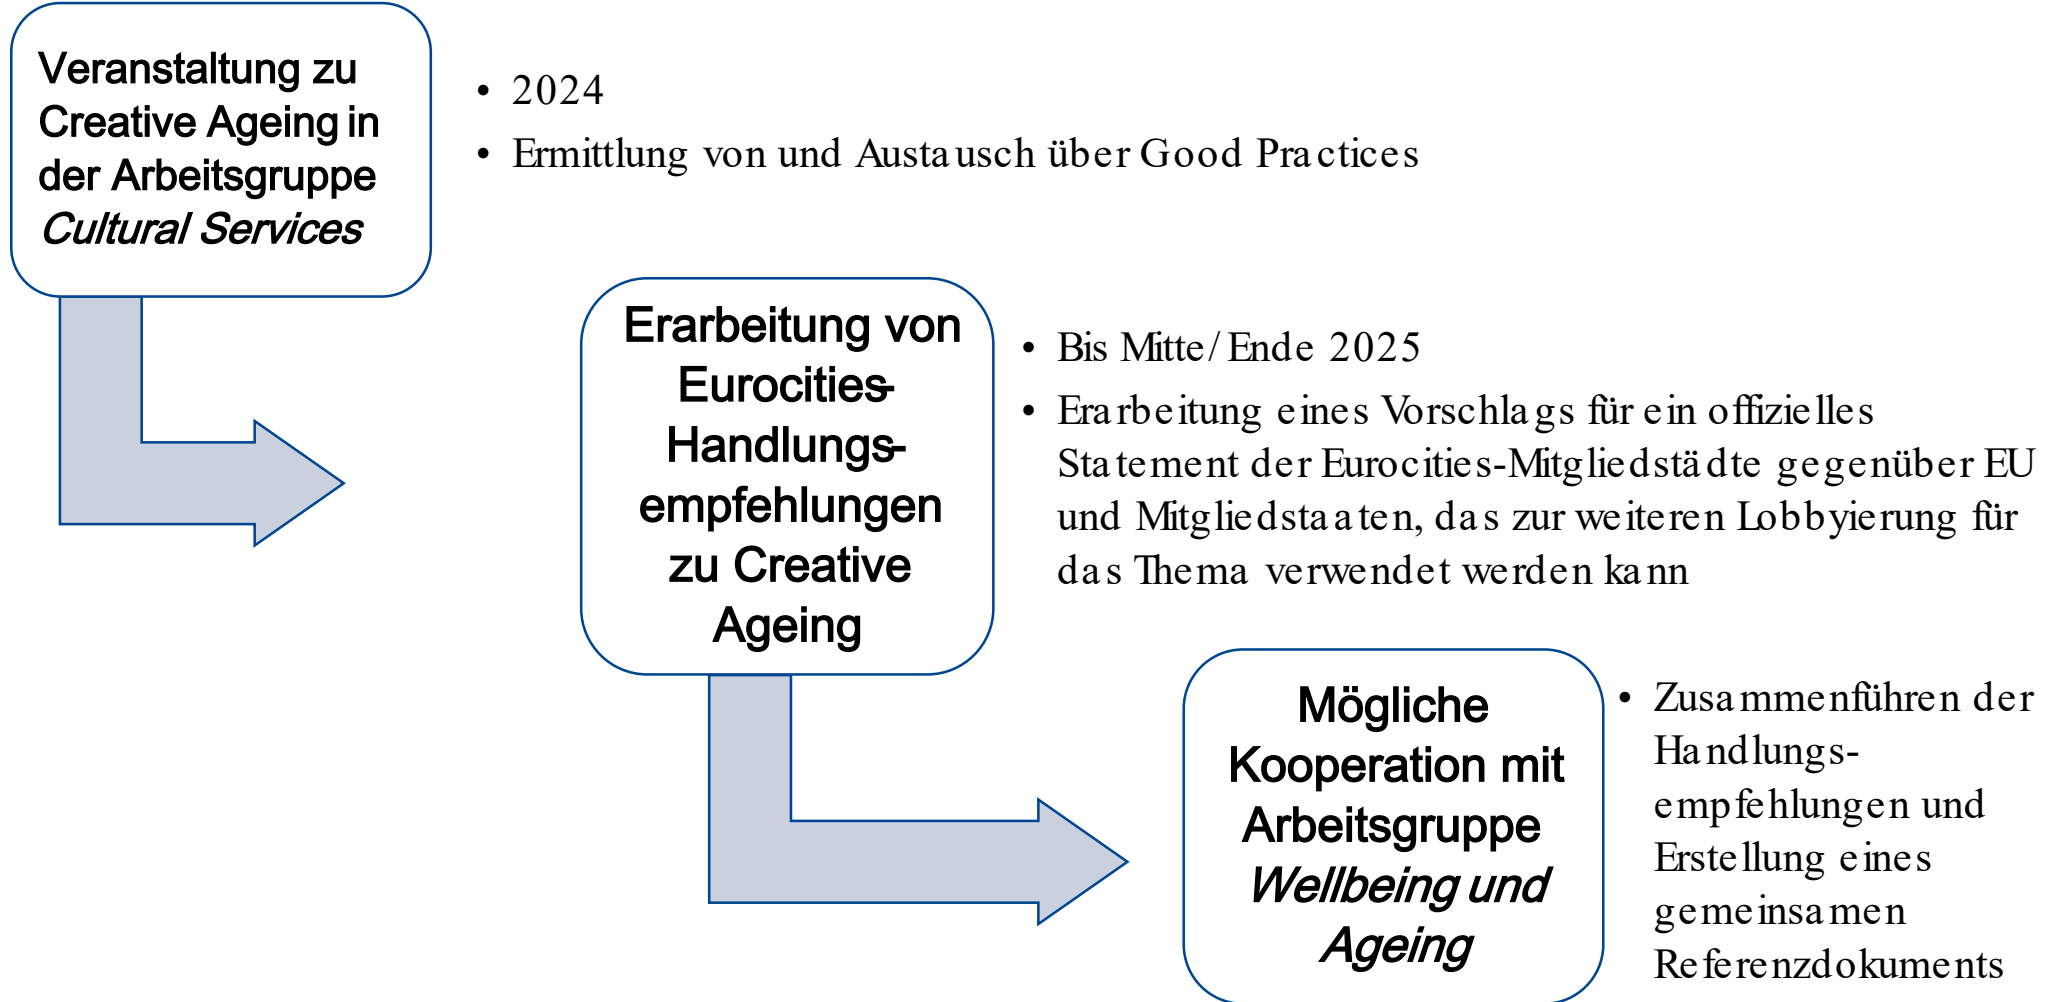 Veranstaltung zu
Creative Ageing in
der Arbeitsgruppe
Cultural Services
• 2024
• Ermittlung von und Austausch über Good Practices
Erarbeitung von
Eurocities-
Handlungs-
empfehlungen
zu Creative
Ageing
• Bis Mitte/Ende 2025
• Erarbeitung eines Vorschlags für ein offizielles
Statement der Eurocities-Mitgliedstädte gegenüber EU
und Mitgliedstaaten, das zur weiteren Lobbyierung für
das Thema verwendet werden kann
Mögliche
Kooperation mit
Arbeitsgruppe
Wellbeing und
Ageing
• Zusammenführen der
Handlungs-
empfehlungen und
Erstellung eines
gemeinsamen
Referenzdokuments